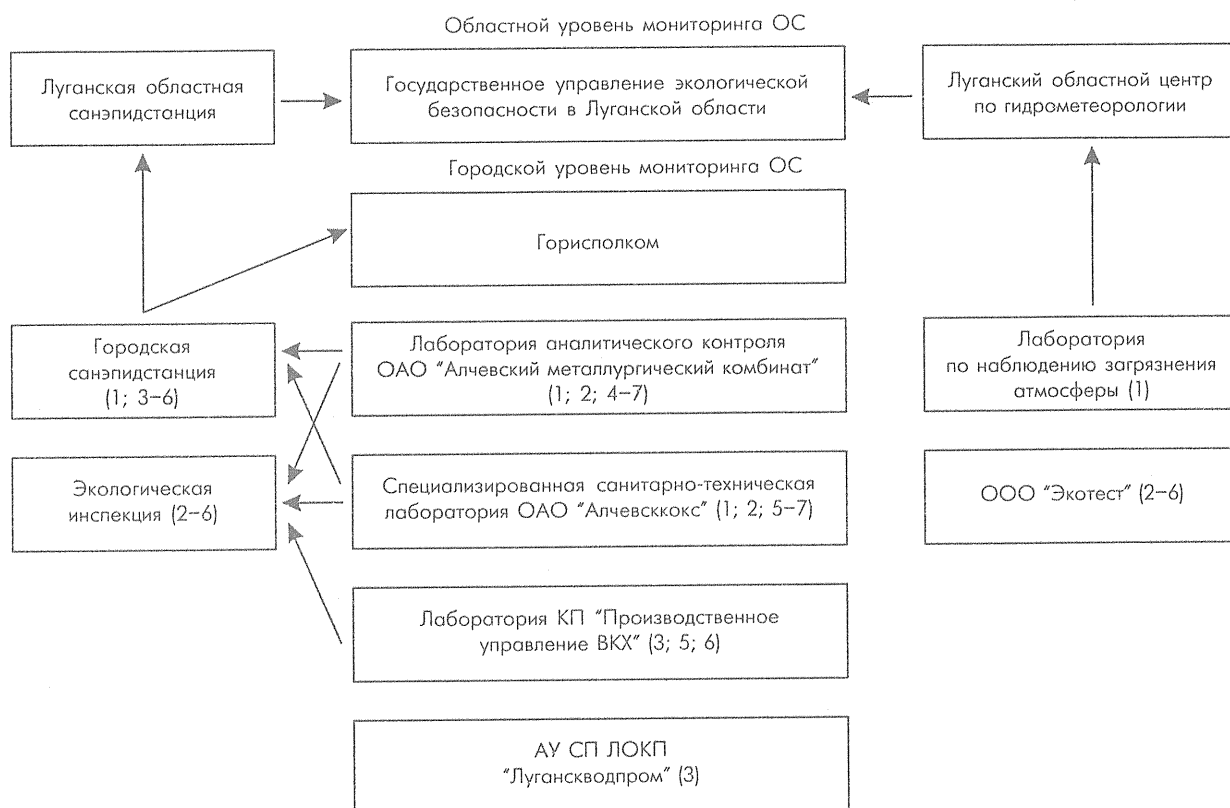 Областной уровень мониторинга ОС
Луганская областная
санэпидстанция
Государственное управление экологической
безопасности в Луганской области
Луганский областной центр
по гидрометеорологии
Городской уровень мониторинга ОС
Горисполком
Городская
санэпидстанция
(1; 3–6)
Лаборатория аналитического контроля
ОАО "Алчевский металлургический комбинат"
(1; 2; 4–7)
Лаборатория
по наблюдению загрязнения
атмосферы (1)
Экологическая
инспекция (2–6)
Специализированная санитарно-техническая
лаборатория ОАО "Алчевсккокс" (1; 2; 5–7)
ООО "Экотест" (2–6)
Лаборатория КП "Производственное
управление ВКХ" (3; 5; 6)
АУ СП ЛОКП
"Луганскводпром" (3)